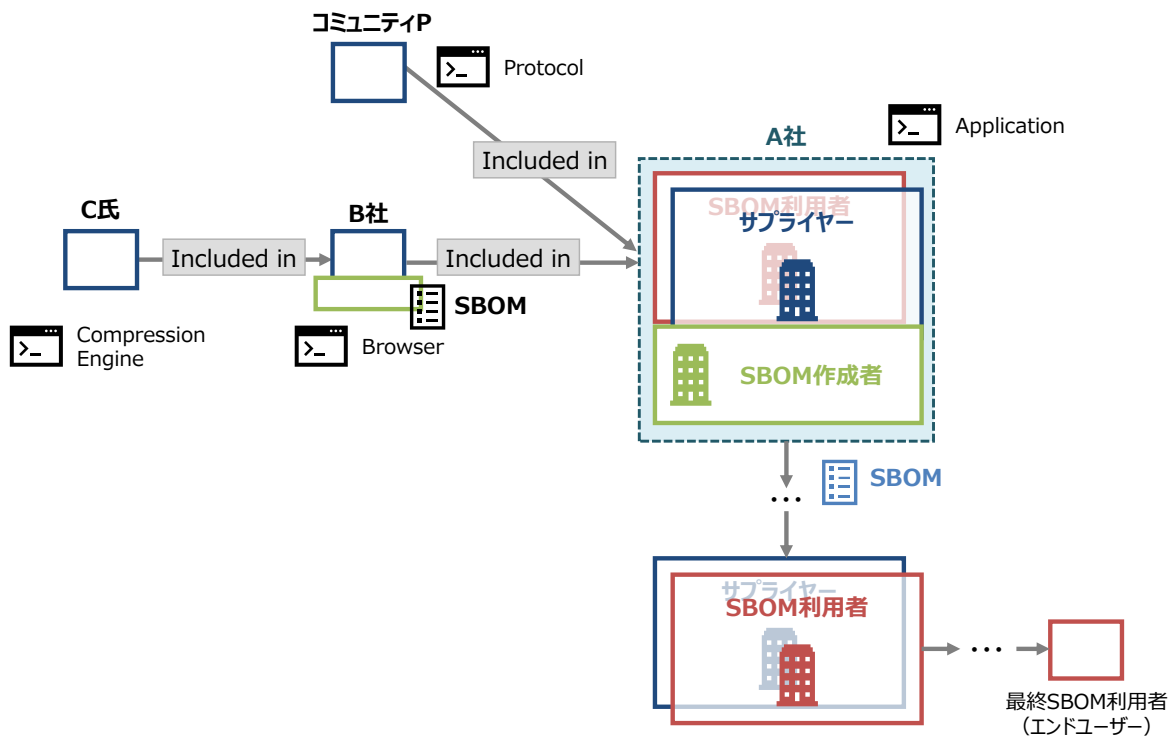 コミュニティP
Protocol
Application
A社
Included in
SBOM利用者
サプライヤー
C氏
B社
Included in
Included in
SBOM
Compression
Engine
Browser
SBOM作成者
SBOM
...
サプライヤー
SBOM利用者
...
最終SBOM利用者
（エンドユーザー）